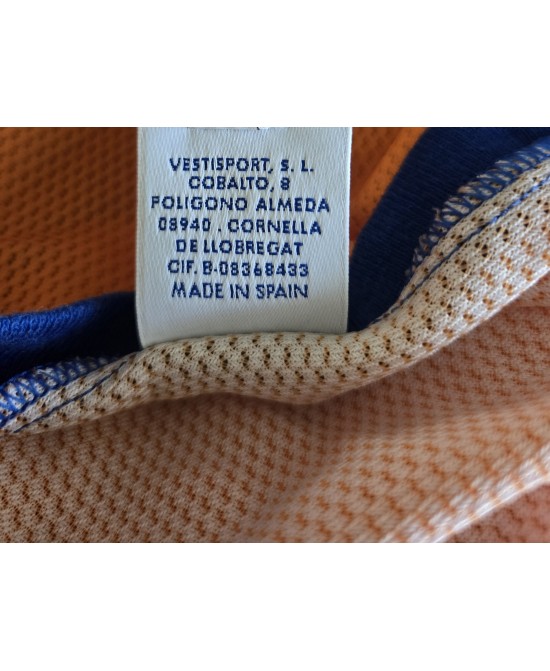 VESTISPORT, S. L.
COBALTO, 8
POLIGONO ALMEDA
08940 . CORNELLA
DE LLOBREGAT
CIF. B-08368433
MADE IN SPAIN